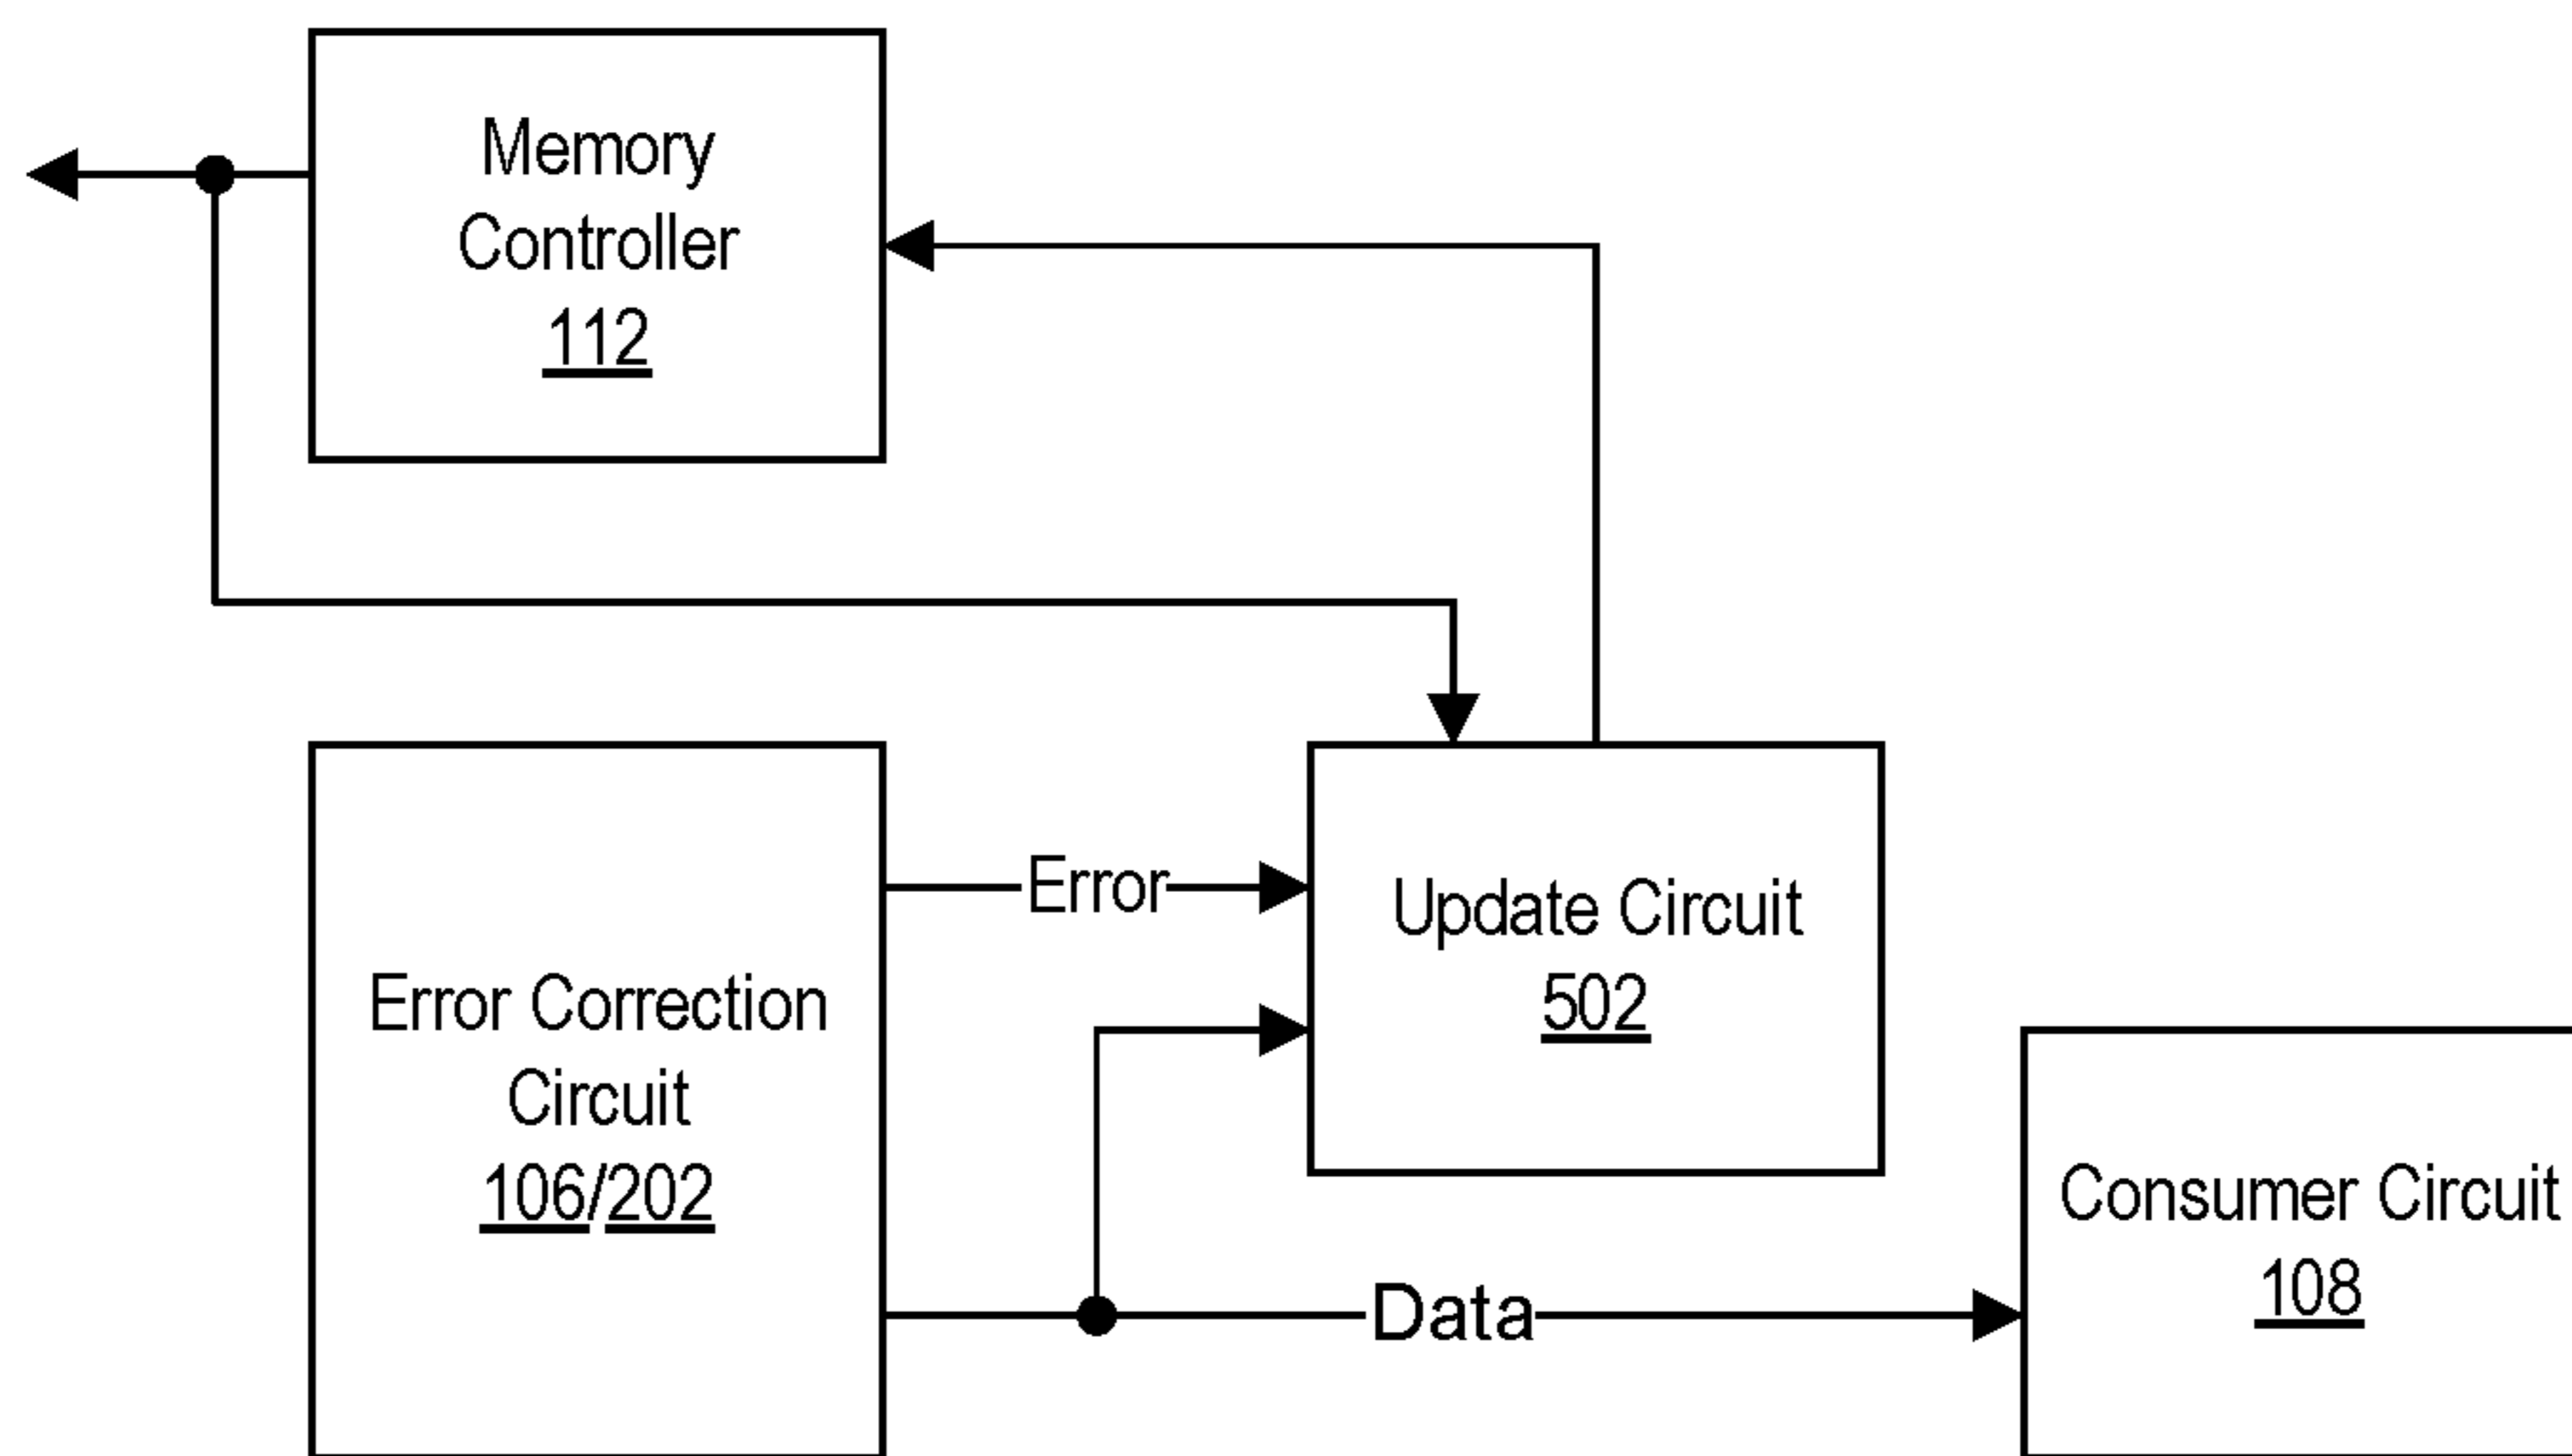 Memory
Controller
112
Error
Update Circuit
502
Error Correction
Circuit
106/202
Consumer Circuit
108
Data